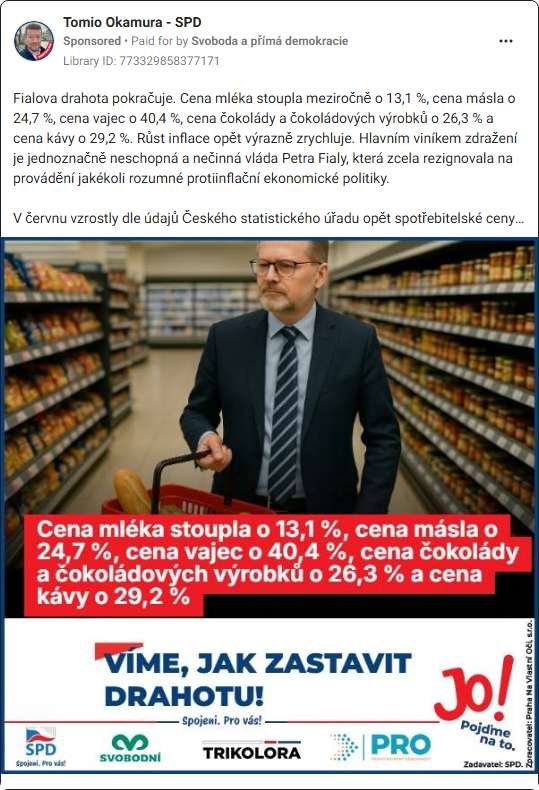 Tomio Okamura - SPD
Sponsored • Paid for by Svoboda a přímá demokracie
Library ID: 773329858377171
Fialova drahota pokračuje. Cena mléka stoupla meziročně o 13,1 %, cena másla o
24,7 %, cena vajec o 40,4 %, cena čokolády a čokoládových výrobků o 26,3 % a
cena kávy o 29,2 %. Růst inflace opět výrazně zrychluje. Hlavním viníkem zdražení
je jednoznačně neschopná a nečinná vláda Petra Fialy, která zcela rezignovala na
provádění jakékoli rozumné protiinflační ekonomické politiky.
V červnu vzrostly dle údajů Českého statistického úřadu opět spotřebitelské ceny...
Cena mléka stoupla o 13,1 %, cena másla o
24,7 %, cena vajec o 40,4 %, cena čokolády
a čokoládových výrobků o 26,3 % a cena
kávy o 29,2 %
VÍME, JAK ZASTAVIT
DRAHOTU!
Spojeni. Pro vás!
Jo!
Pojďme
na to.
SPD
Spojeni. Pro vás!
SVOBODNÍ
TRIKOLORA
PRO
Zadavatel: SPD.
Zpracovatel: Praha Na Vlastní Oči, s.r.o.